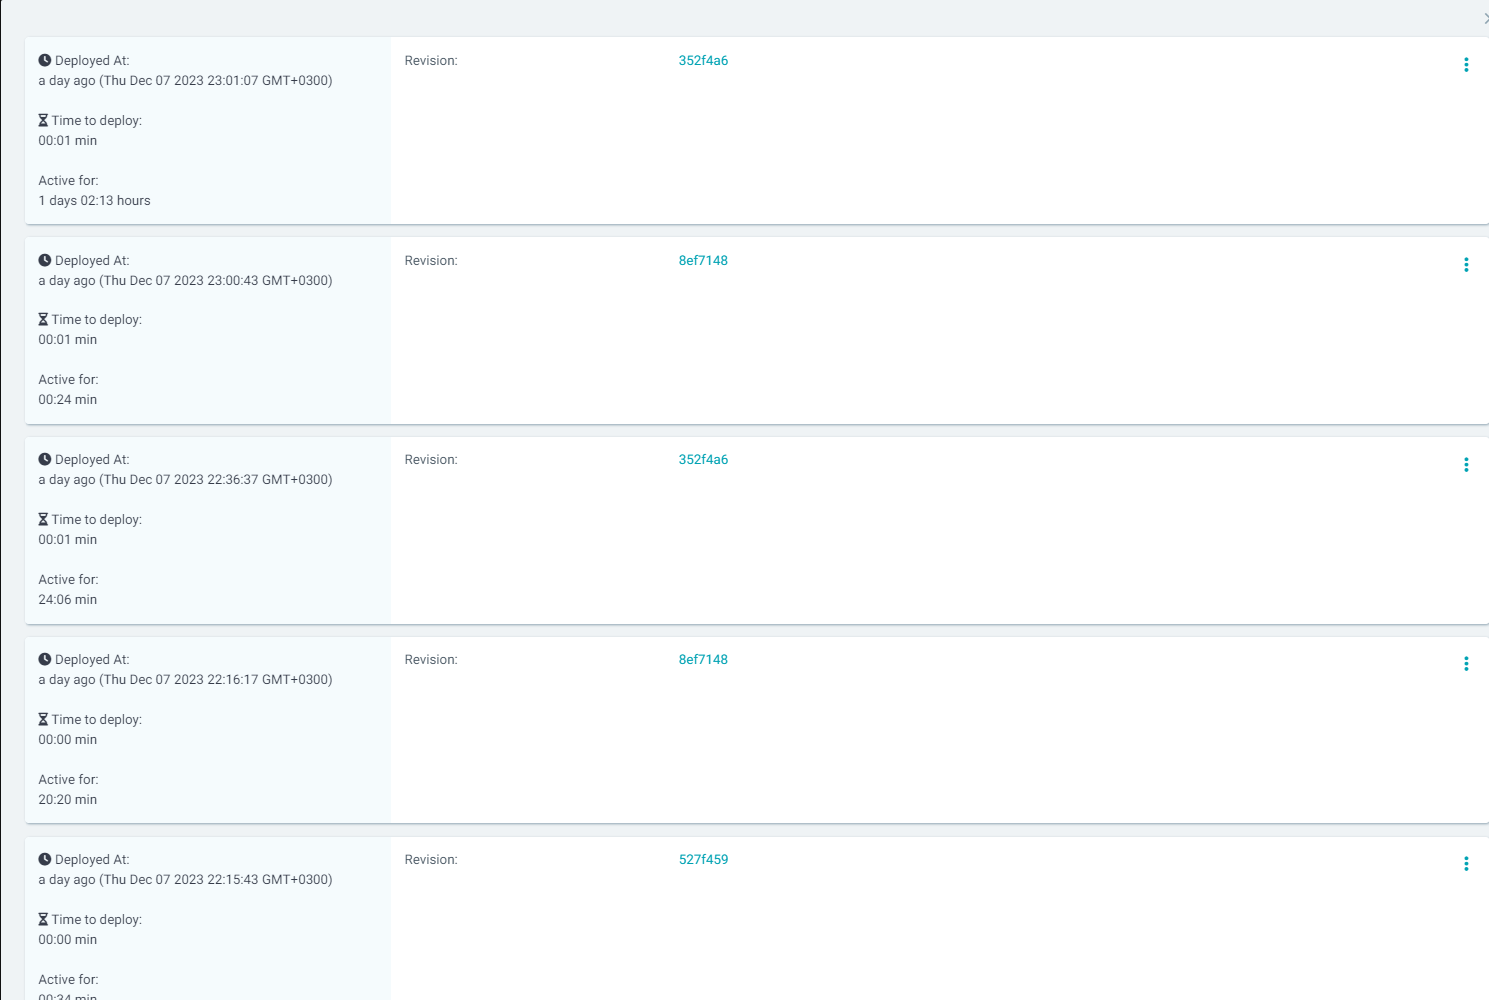 Deployed At:
a day ago (Thu Dec 07 2023 23:01:07 GMT+0300)
Time to deploy:
00:01 min
Active for:
1 days 02:13 hours
Revision:
352f4a6
Deployed At:
a day ago (Thu Dec 07 2023 23:00:43 GMT+0300)
Time to deploy:
00:01 min
Active for:
00:24 min
Revision:
8ef7148
Deployed At:
a day ago (Thu Dec 07 2023 22:36:37 GMT+0300)
Time to deploy:
00:01 min
Active for:
24:06 min
Revision:
352f4a6
Deployed At:
a day ago (Thu Dec 07 2023 22:16:17 GMT+0300)
Time to deploy:
00:00 min
Active for:
20:20 min
Revision:
8ef7148
Deployed At:
a day ago (Thu Dec 07 2023 22:15:43 GMT+0300)
Time to deploy:
00:00 min
Active for:
00:34 min
Revision:
527f459